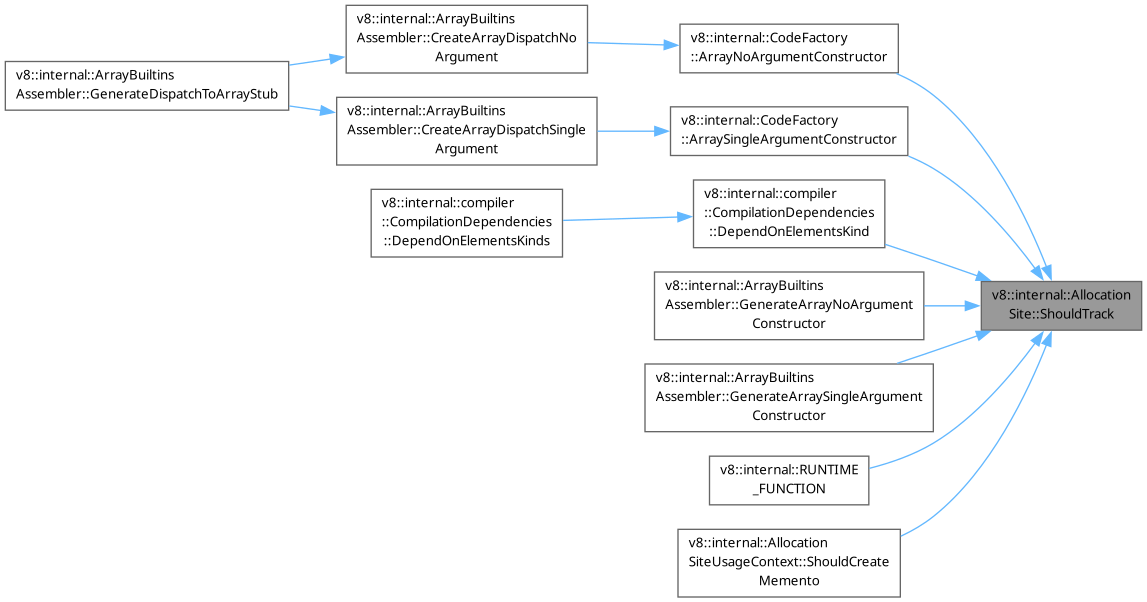 v8::internal::ArrayBuiltins
Assembler::GenerateDispatchToArrayStub
v8::internal::ArrayBuiltins
Assembler::CreateArrayDispatchNo
Argument
v8::internal::ArrayBuiltins
Assembler::CreateArrayDispatchSingle
Argument
v8::internal::compiler
::CompilationDependencies
::DependOnElementsKinds
v8::internal::CodeFactory
::ArrayNoArgumentConstructor
v8::internal::CodeFactory
::ArraySingleArgumentConstructor
v8::internal::compiler
::CompilationDependencies
::DependOnElementsKind
v8::internal::ArrayBuiltins
Assembler::GenerateArrayNoArgument
Constructor
v8::internal::ArrayBuiltins
Assembler::GenerateArraySingleArgument
Constructor
v8::internal::RUNTIME
_FUNCTION
v8::internal::Allocation
SiteUsageContext::ShouldCreate
Memento
v8::internal::Allocation
Site::ShouldTrack